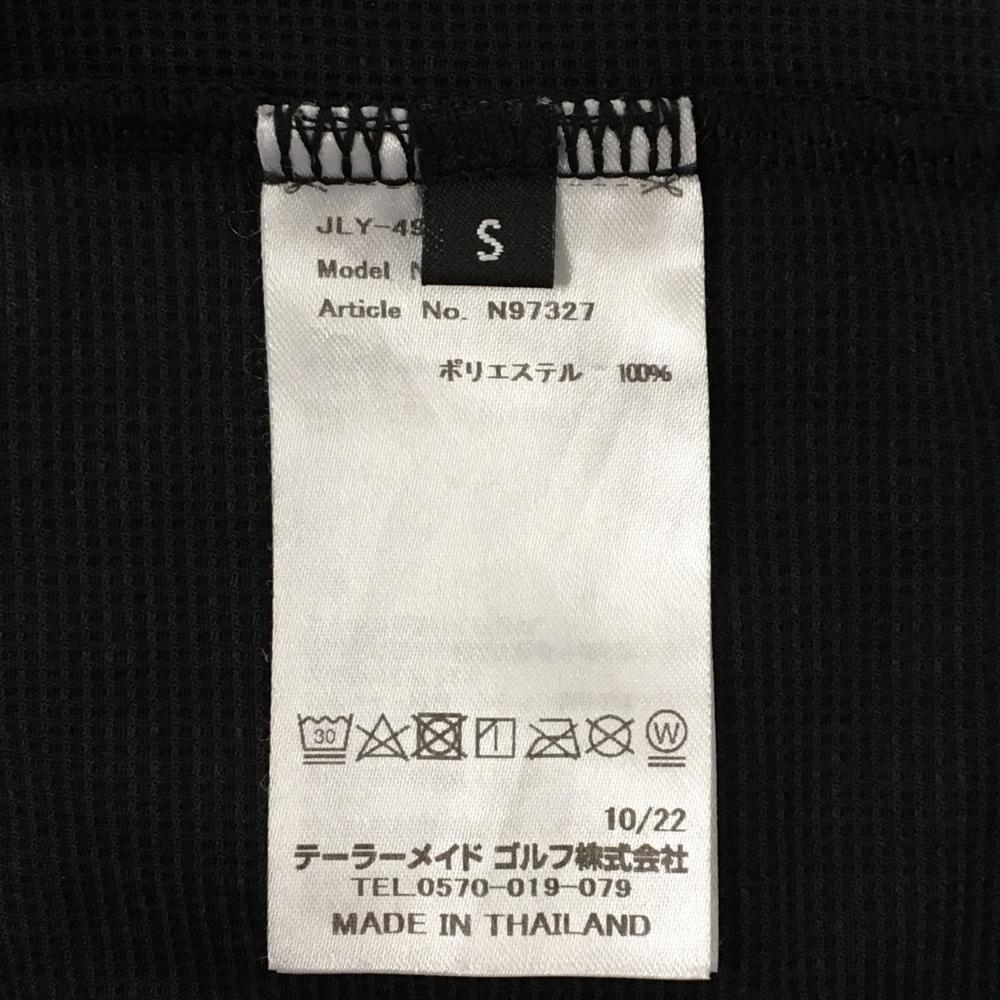 S
JLY-49
Model
Article No. N97327
ポリエステル 100%
30
W
10/22
テーラーメイド ゴルフ株式会社
TEL.0570-019-079
MADE IN THAILAND